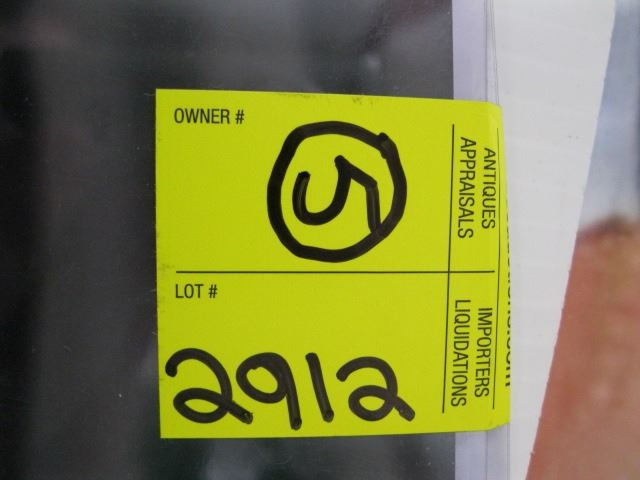 OWNER #
5
LOT #
2912
ANTIQUES
APPRAISALS
IMPORTERS
LIQUIDATIONS